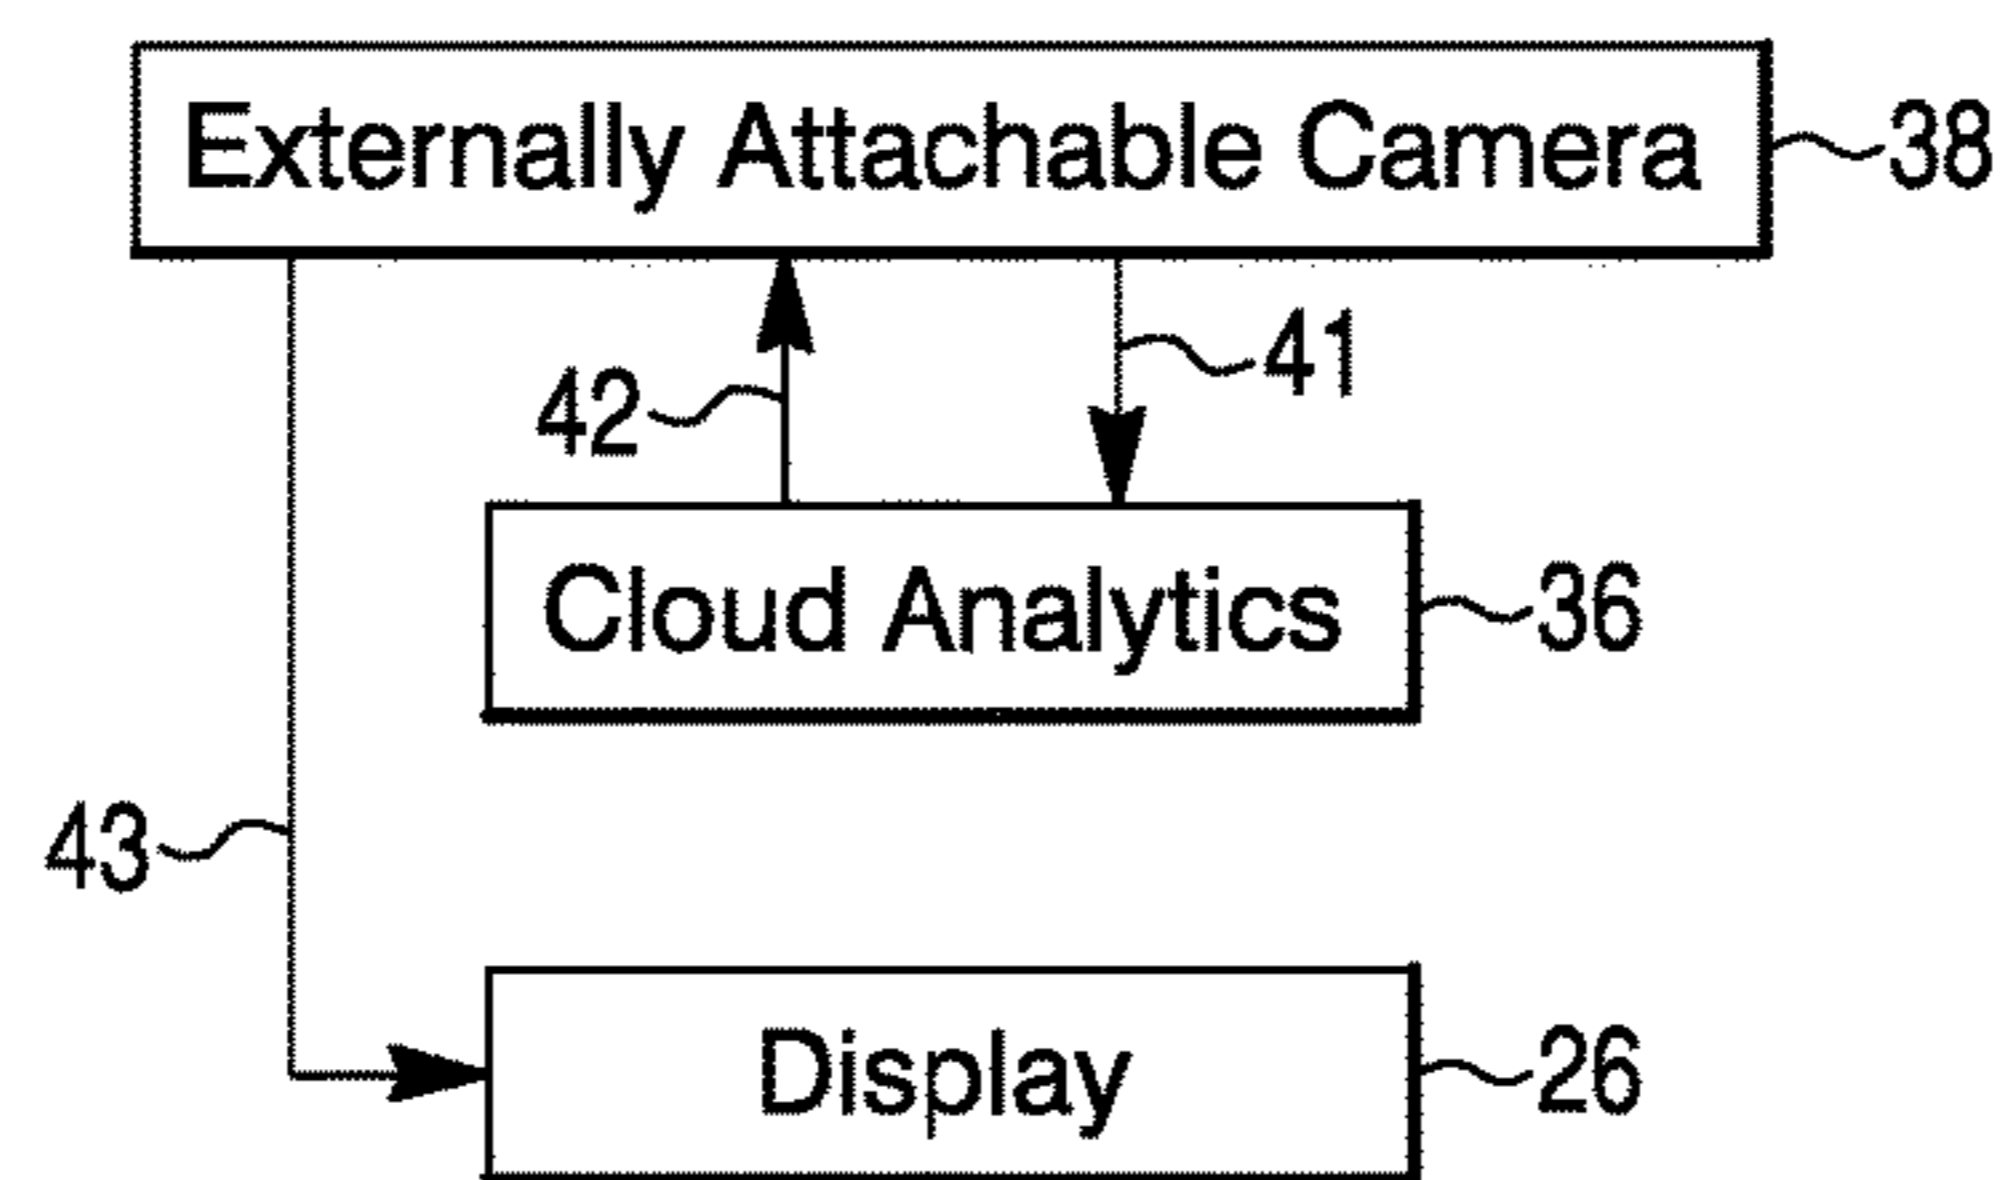 Externally Attachable Camera 38
41
42
Cloud Analytics 36
43
Display 26